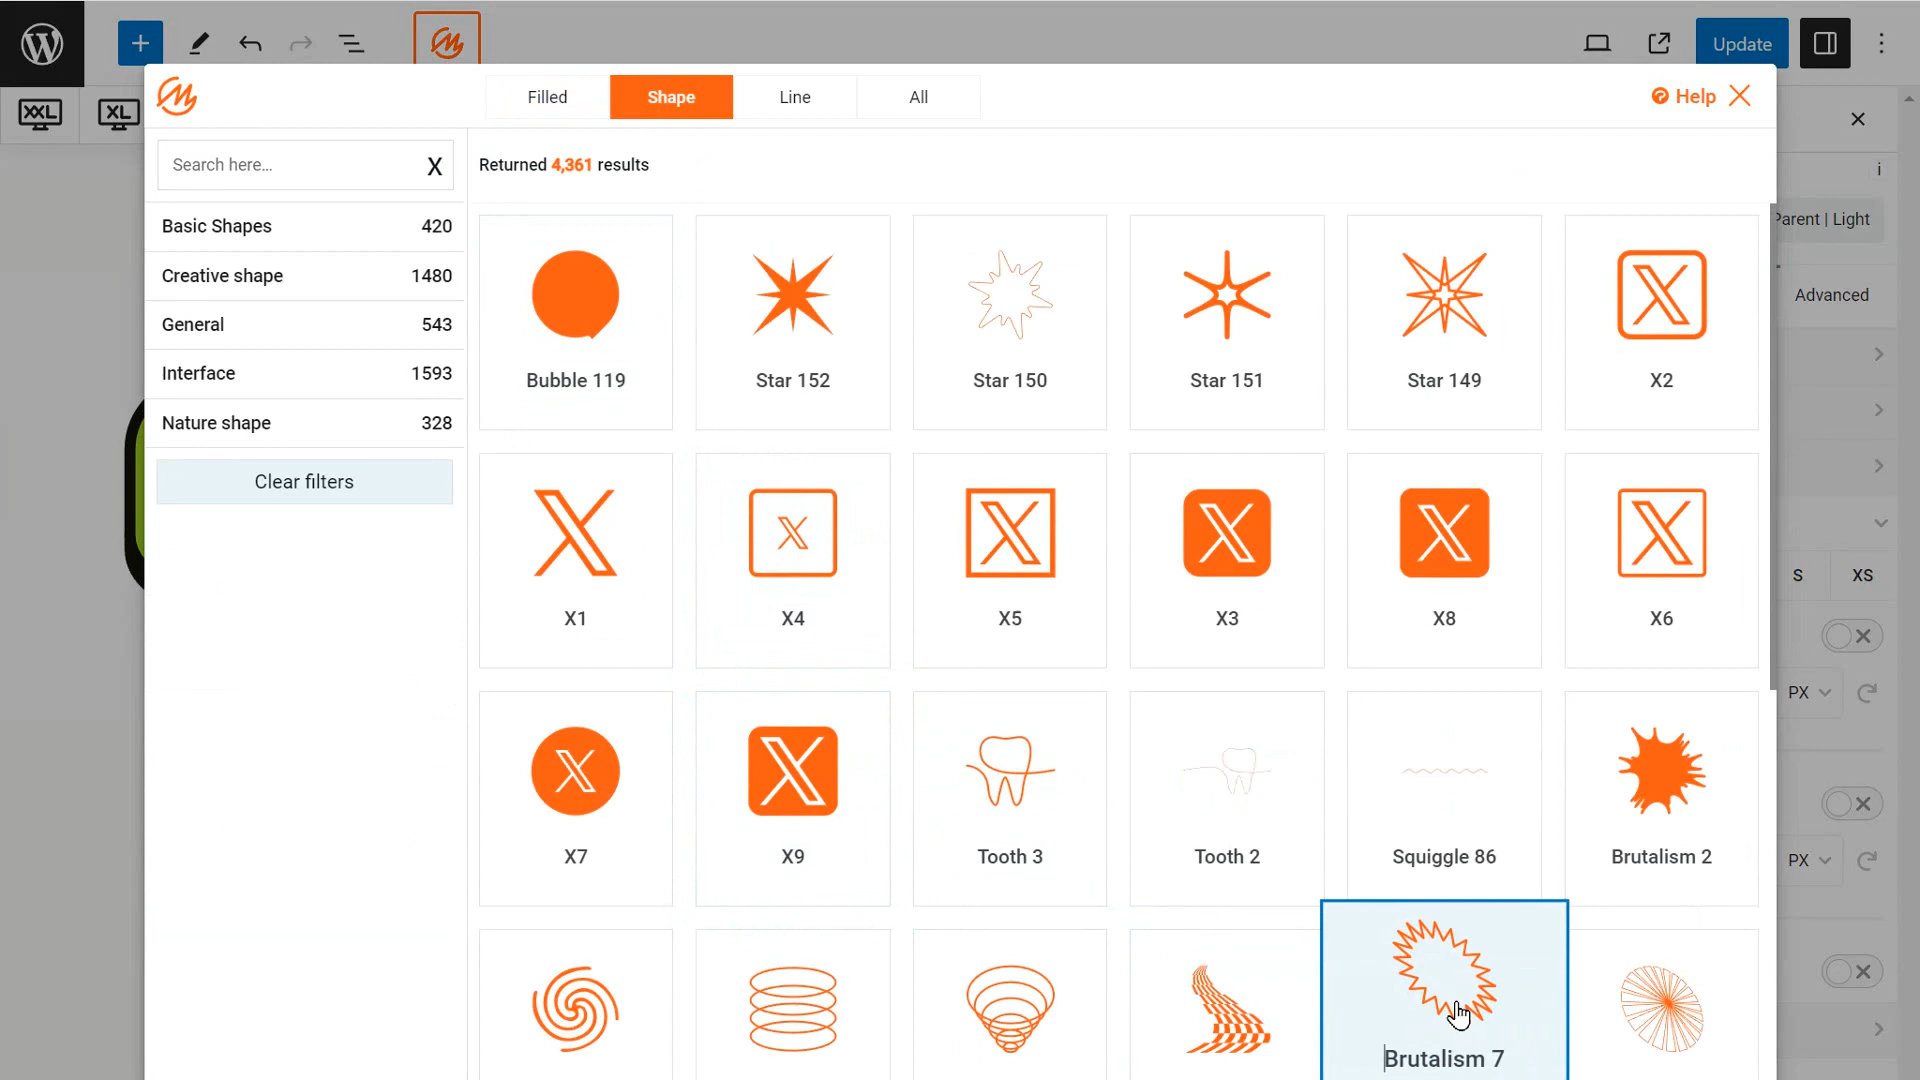 Update
XXL
XL
Filled
Shape
Line
All
Help
Search here...
X
Returned 4,361 results
Basic Shapes 420
Creative shape 1480
General 543
Interface 1593
Nature shape 328
Clear filters
Bubble 119
Star 152
Star 150
Star 151
Star 149
X2
X1
X4
X5
X3
X8
X6
X7
X9
Tooth 3
Tooth 2
Squiggle 86
Brutalism 2
Brutalism 7
i
Parent | Light
Advanced
S
XS
PX
PX